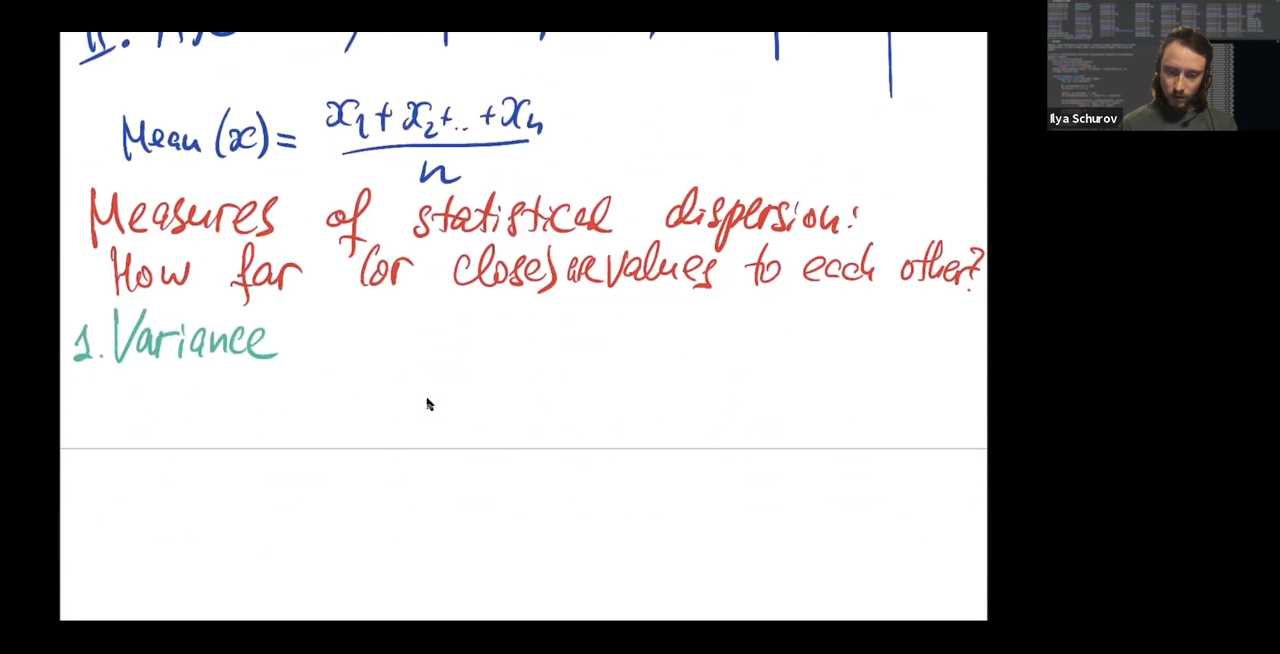 II.
Mean (x) = x₁ + x₂ + .. + xₙ
n
Measures of statistical dispersion:
How far (or close) are values to each other?
1. Variance
Ilya Schurov